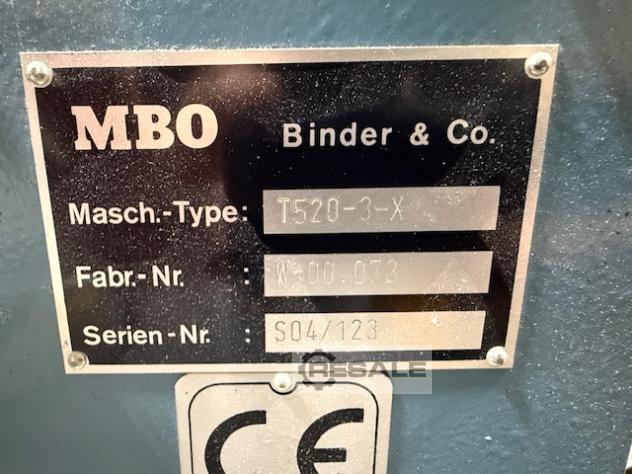 MBO Binder & Co.
Masch.-Type: T520-3-X
Fabr.-Nr. : W-00.073
Serien-Nr. : S04/123
RESALE
CE